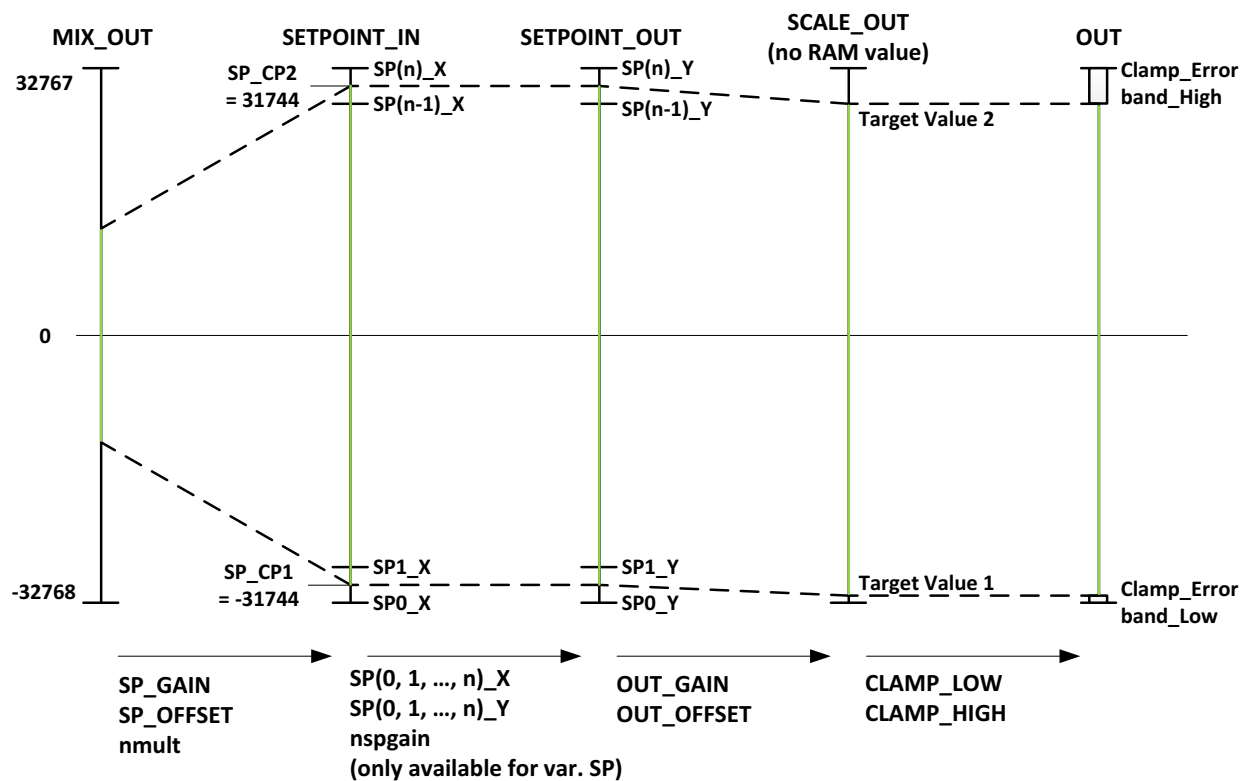 MIX_OUT
SETPOINT_IN
SETPOINT_OUT
SCALE_OUT
(no RAM value)
OUT
32767
SP_CP2
= 31744
SP(n)_X
SP(n-1)_X
SP(n)_Y
SP(n-1)_Y
Target Value 2
Clamp_Error
band_High
0
-32768
SP_CP1
= -31744
SP1_X
SP0_X
SP1_Y
SP0_Y
Target Value 1
Clamp_Error
band_Low
SP_GAIN
SP_OFFSET
nmult
SP(0, 1, ..., n)_X
SP(0, 1, ..., n)_Y
nspgain
(only available for var. SP)
OUT_GAIN
OUT_OFFSET
CLAMP_LOW
CLAMP_HIGH